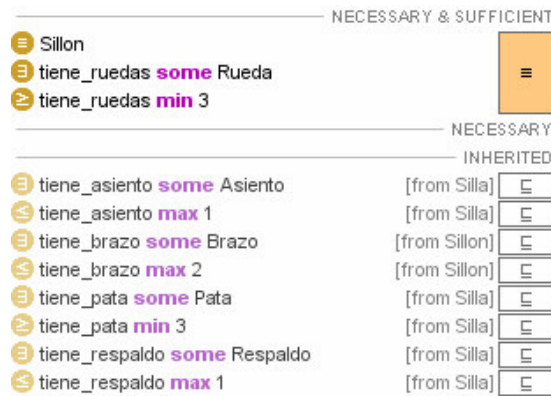 NECESSARY & SUFFICIENT
≡ Sillon
∃ tiene_ruedas some Rueda
≥ tiene_ruedas min 3
≡
NECESSARY
INHERITED
∃ tiene_asiento some Asiento [from Silla] ⊑
≤ tiene_asiento max 1 [from Silla] ⊑
∃ tiene_brazo some Brazo [from Sillon] ⊑
≤ tiene_brazo max 2 [from Sillon] ⊑
∃ tiene_pata some Pata [from Silla] ⊑
≥ tiene_pata min 3 [from Silla] ⊑
∃ tiene_respaldo some Respaldo [from Silla] ⊑
≤ tiene_respaldo max 1 [from Silla] ⊑